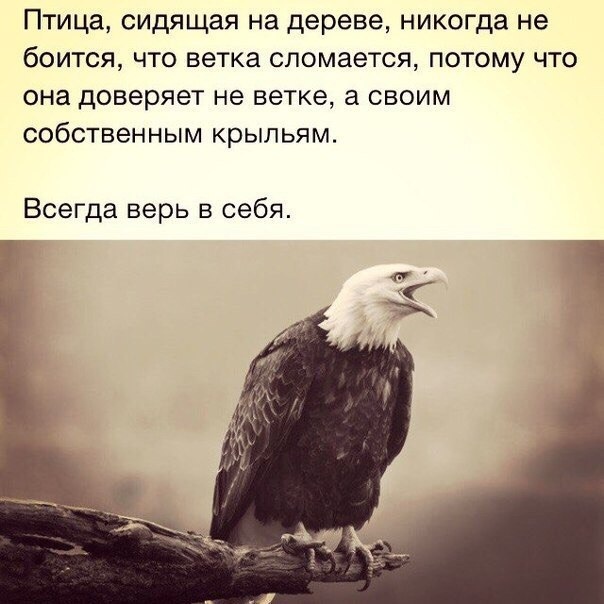 Птица, сидящая на дереве, никогда не
боится, что ветка сломается, потому что
она доверяет не ветке, а своим
собственным крыльям.
Всегда верь в себя.